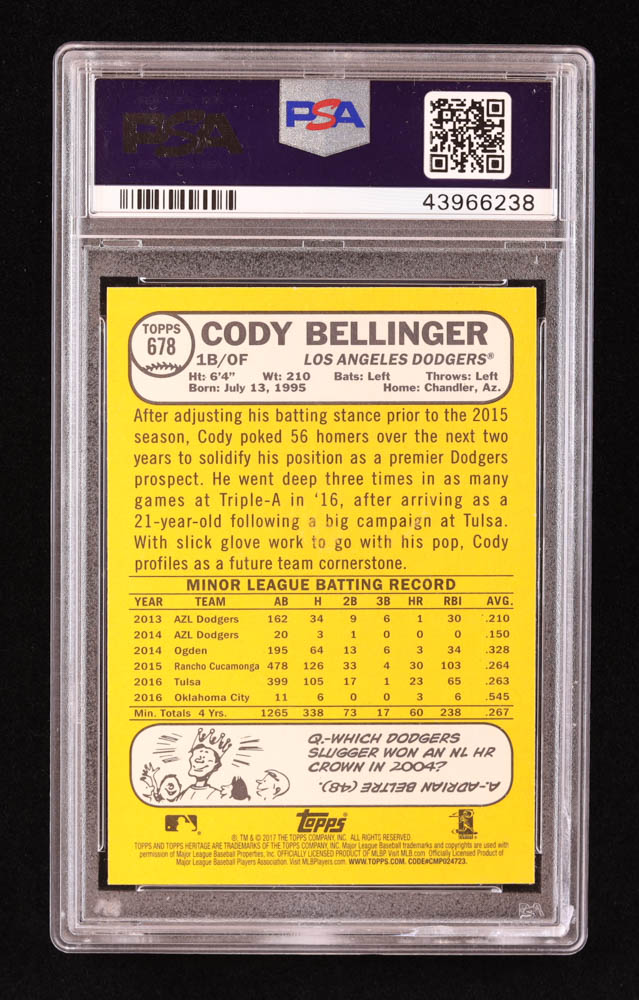 PSA
PSA
43966238
TOPPS
678
CODY BELLINGER
1B/OF LOS ANGELES DODGERS®
Ht: 6'4" Wt: 210 Bats: Left Throws: Left
Born: July 13, 1995 Home: Chandler, Az.
After adjusting his batting stance prior to the 2015
season, Cody poked 56 homers over the next two
years to solidify his position as a premier Dodgers
prospect. He went deep three times in as many
games at Triple-A in '16, after arriving as a
21-year-old following a big campaign at Tulsa.
With slick glove work to go with his pop, Cody
profiles as a future team cornerstone.
MINOR LEAGUE BATTING RECORD
YEAR TEAM AB H 2B 3B HR RBI AVG.
2013 AZL Dodgers 162 34 9 6 1 30 .210
2014 AZL Dodgers 20 3 1 0 0 0 .150
2014 Ogden 195 64 13 6 3 34 .328
2015 Rancho Cucamonga 478 126 33 4 30 103 .264
2016 Tulsa 399 105 17 1 23 65 .263
2016 Oklahoma City 11 6 0 0 3 6 .545
Min. Totals 4 Yrs. 1265 338 73 17 60 238 .267
Q.-WHICH DODGERS
SLUGGER WON AN NL HR
CROWN IN 2004?
A.-ADRIAN BELTRE (48).
topps
®, TM & © 2017 THE TOPPS COMPANY, INC. ALL RIGHTS RESERVED.
TOPPS AND TOPPS HERITAGE ARE TRADEMARKS OF THE TOPPS COMPANY, INC. Major League Baseball trademarks and copyrights are used with
permission of Major League Baseball Properties, Inc. OFFICIALLY LICENSED PRODUCT OF MLBP. Visit MLB.com Officially Licensed Product of
Major League Baseball Players Association. Visit MLBPlayers.com. WWW.TOPPS.COM. CODE#CMP024723.
PSA